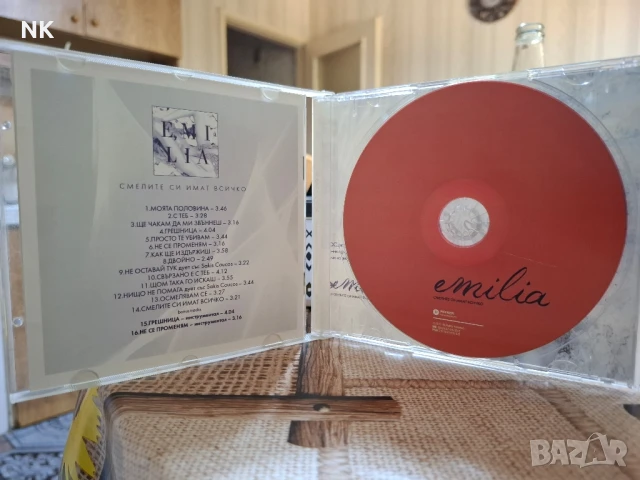 NK
EMI
LIA
СМЕЛИТЕ СИ ИМАТ ВСИЧКО
1.МОЯТА ПОЛОВИНА – 3.46
2.С ТЕБ – 3.28
3.ЩЕ ЧАКАМ ДА МИ ЗВЪННЕШ – 3.16
4.ГРЕШНИЦА – 4.04
5.ПРОСТО ТЕ УБИВАМ – 3.44
6.НЕ СЕ ПРОМЕНЯМ – 3.16
7.КАК ЩЕ ИЗДЪРЖИШ – 3.58
8.ДВОЙНО – 2.49
9.НЕ ОСТАВЯЙ ТУК дует със Sakis Coucos – 3.22
10.СВЪРЗАНО Е С ТЕБ – 4.12
11.ЩОМ ТАКА ГО ИСКАШ – 3.55
12.НИЩО НЕ ПОМАГА дует със Sakis Coucos – 3.44
13.ОСМЕЛЯВАМ СЕ – 3.27
14.СМЕЛИТЕ СИ ИМАТ ВСИЧКО – 3.21
15.ГРЕШНИЦА – инструментал – 4.04
16.НЕ СЕ ПРОМЕНЯМ – инструментал – 3.16
emilia
BAZAR